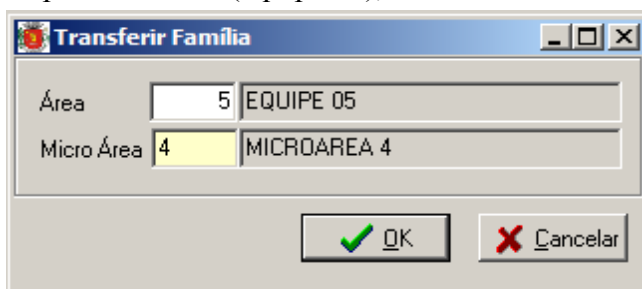 Transferir Família
Área 5 EQUIPE 05
Micro Área 4 MICROAREA 4
OK Cancelar